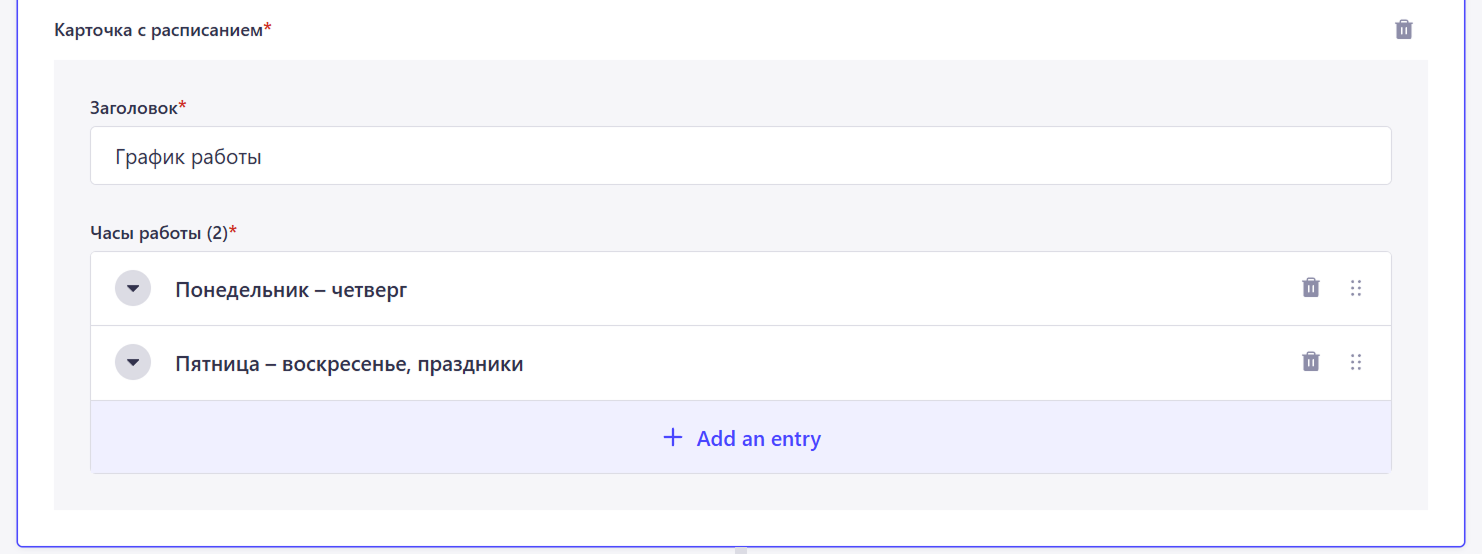 Карточка с расписанием*
Заголовок*
График работы
Часы работы (2)*
Понедельник – четверг
Пятница – воскресенье, праздники
Add an entry